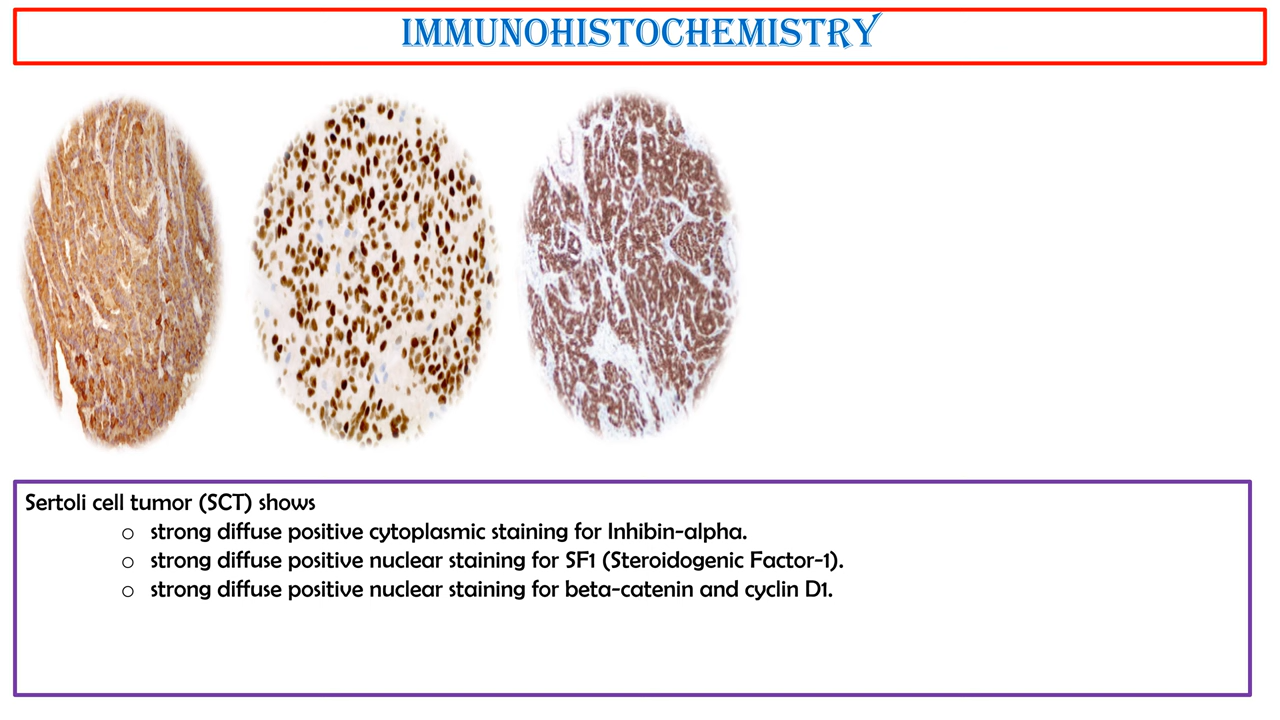 IMMUNOHISTOCHEMISTRY
Sertoli cell tumor (SCT) shows
o strong diffuse positive cytoplasmic staining for Inhibin-alpha.
o strong diffuse positive nuclear staining for SF1 (Steroidogenic Factor-1).
o strong diffuse positive nuclear staining for beta-catenin and cyclin D1.